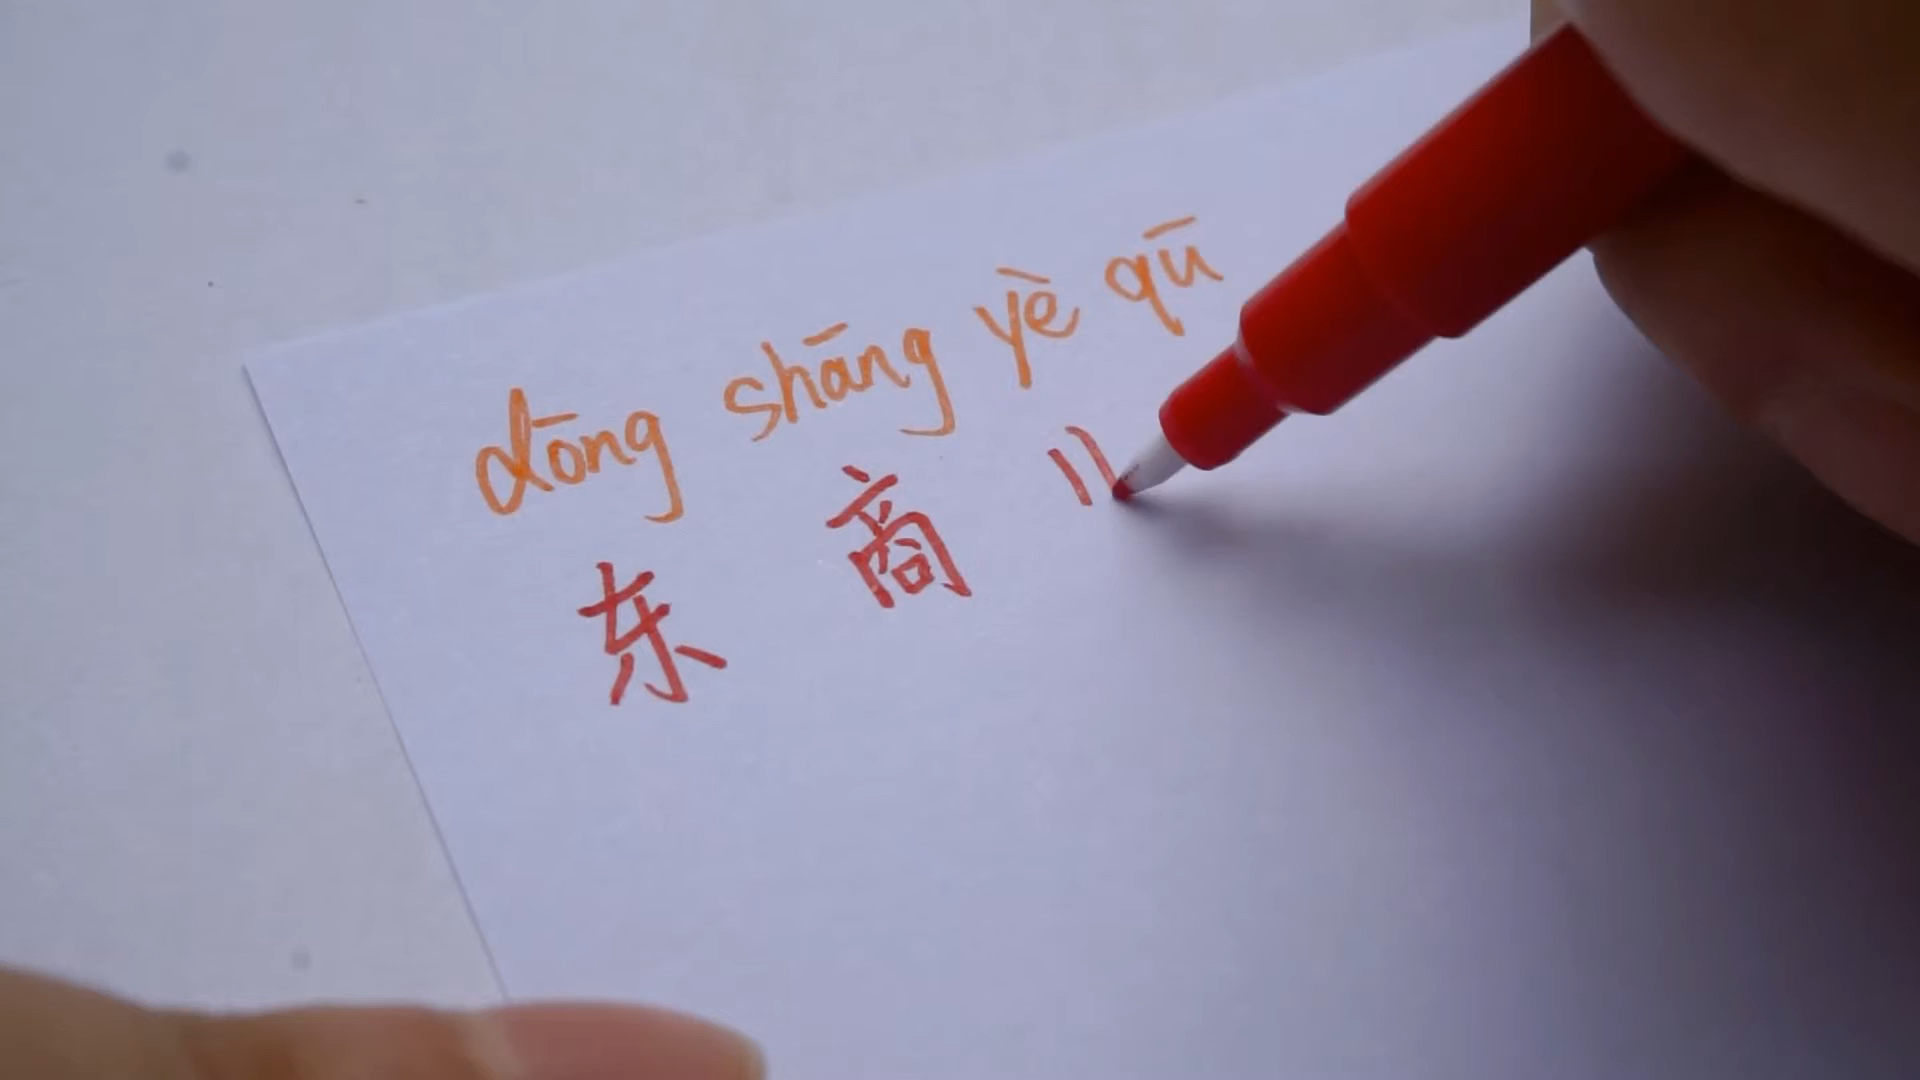 dōng shāng yè qū
东 商